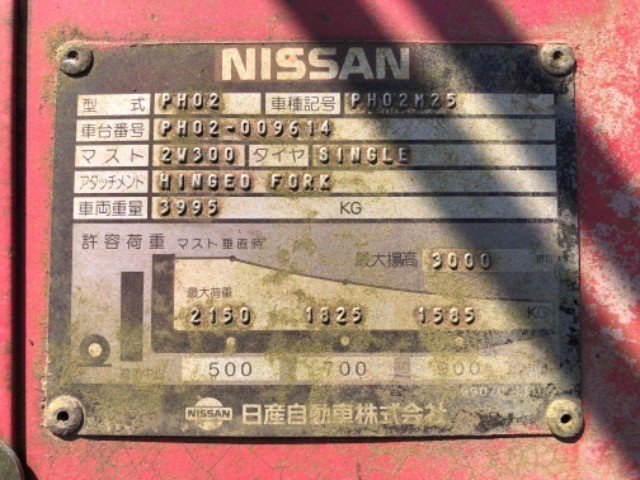 NISSAN
型式 PH02 車種記号 PH02M25
車台番号 PH02-009614
マスト 2W300 タイヤ SINGLE
アタッチメント HINGED FORK
車両重量 3995 KG
許容荷重 マスト垂直時
最大揚高 3000 mm
最大荷重
2150 1825 1585 KG
500 700 900
NISSAN 日産自動車株式会社